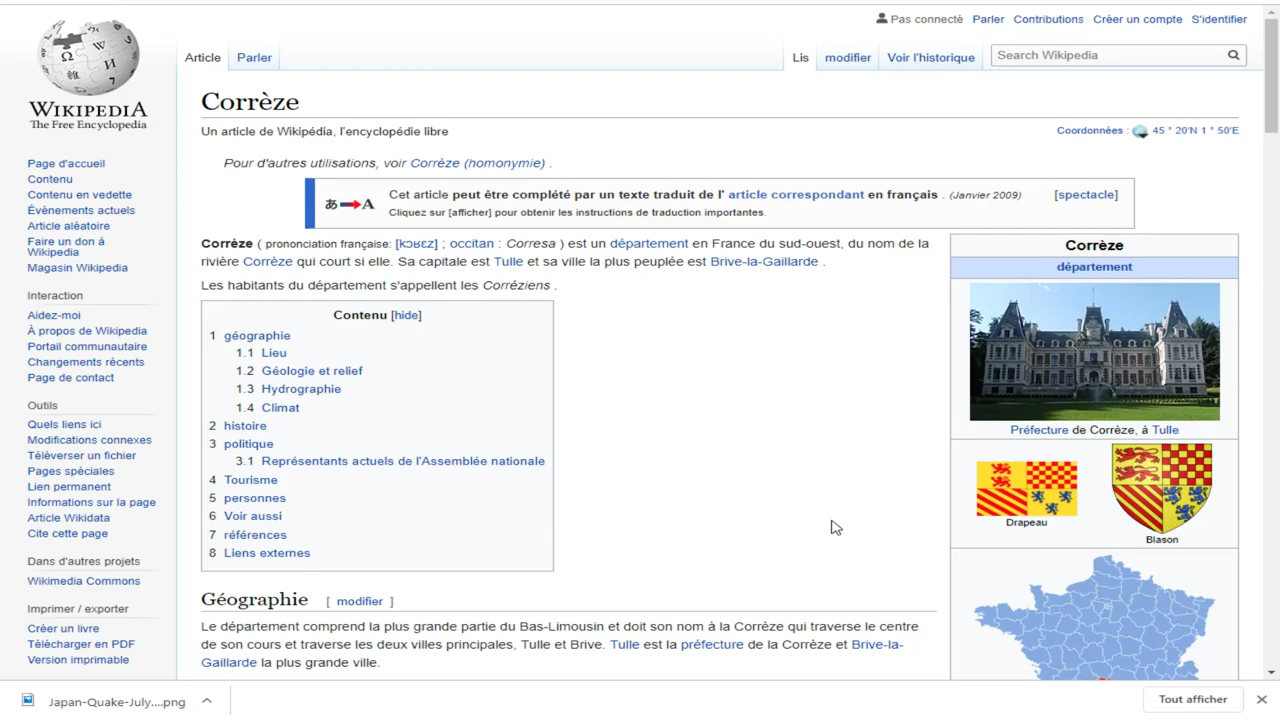 Pas connecté Parler Contributions Créer un compte S'identifier
Article Parler Lis modifier Voir l'historique Search Wikipedia
WIKIPEDIA
The Free Encyclopedia
Page d'accueil
Contenu
Contenu en vedette
Événements actuels
Article aléatoire
Faire un don à
Wikipedia
Magasin Wikipedia
Interaction
Aidez-moi
À propos de Wikipedia
Portail communautaire
Changements récents
Page de contact
Outils
Quels liens ici
Modifications connexes
Téléverser un fichier
Pages spéciales
Lien permanent
Informations sur la page
Article Wikidata
Cite cette page
Dans d'autres projets
Wikimedia Commons
Imprimer / exporter
Créer un livre
Télécharger en PDF
Version imprimable
Corrèze
Un article de Wikipédia, l'encyclopédie libre
Coordonnées : 45 ° 20'N 1 ° 50'E
Pour d'autres utilisations, voir Corrèze (homonymie) .
あ A
Cet article peut être complété par un texte traduit de l' article correspondant en français . (Janvier 2009) [spectacle]
Cliquez sur [afficher] pour obtenir les instructions de traduction importantes.
Corrèze ( prononciation française: [kɔʁɛz] ; occitan : Corresa ) est un département en France du sud-ouest, du nom de la
rivière Corrèze qui court si elle. Sa capitale est Tulle et sa ville la plus peuplée est Brive-la-Gaillarde .
Les habitants du département s'appellent les Corréziens .
Contenu [hide]
1 géographie
1.1 Lieu
1.2 Géologie et relief
1.3 Hydrographie
1.4 Climat
2 histoire
3 politique
3.1 Représentants actuels de l'Assemblée nationale
4 Tourisme
5 personnes
6 Voir aussi
7 références
8 Liens externes
Géographie [ modifier ]
Le département comprend la plus grande partie du Bas-Limousin et doit son nom à la Corrèze qui traverse le centre
de son cours et traverse les deux villes principales, Tulle et Brive. Tulle est la préfecture de la Corrèze et Brive-la-
Gaillarde la plus grande ville.
Corrèze
département
Préfecture de Corrèze, à Tulle
Drapeau
Blason
Japan-Quake-July....png
Tout afficher